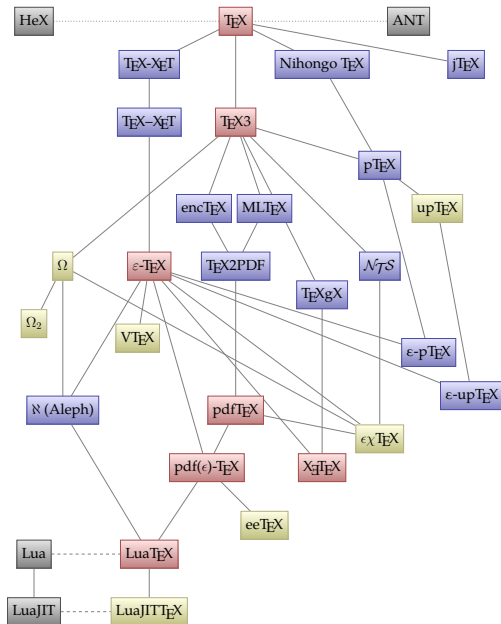 HeX TEX ANT
TEX-XET Nihongo TEX jTEX
TEX--XET TEX3
pTEX
encTEX MLTEX upTEX
Ω ε-TEX TEX2PDF NTS
TEXgX
Ω2 VTEX
ε-pTEX
ε-upTEX
ℵ (Aleph) pdfTEX
ϵχTEX
pdf(ϵ)-TEX XƎTEX
eeTEX
Lua LuaTEX
LuaJIT LuaJITTEX